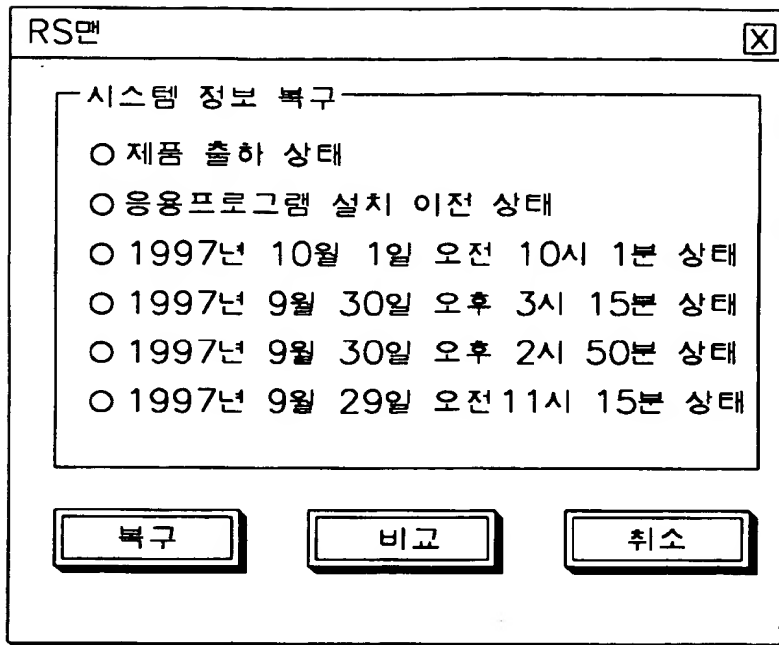 RS맨
X
시스템 정보 복구
제품 출하 상태
응용프로그램 설치 이전 상태
1997년 10월 1일 오전 10시 1분 상태
1997년 9월 30일 오후 3시 15분 상태
1997년 9월 30일 오후 2시 50분 상태
1997년 9월 29일 오전11시 15분 상태
복구 비교 취소